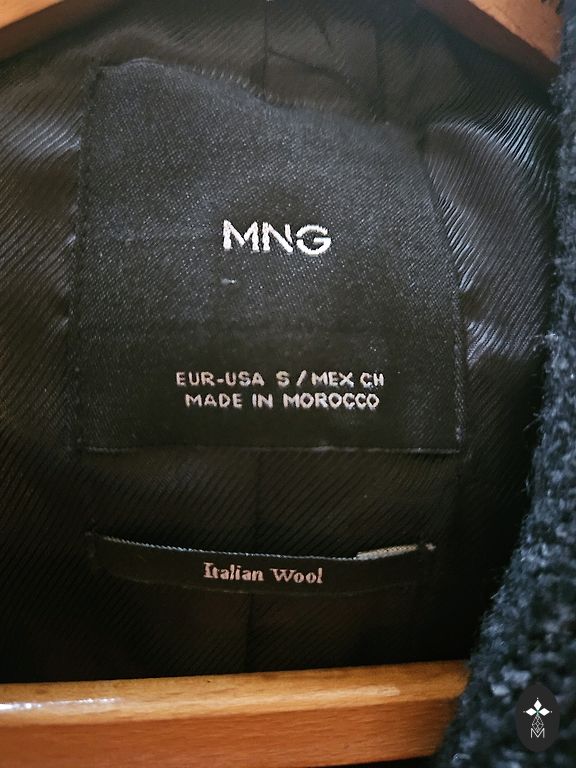 MNG
EUR-USA S / MEX CH
MADE IN MOROCCO
Italian Wool
M